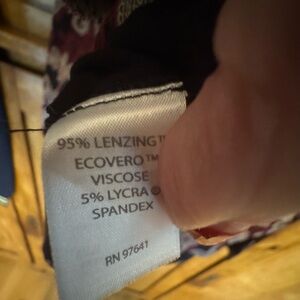 95% LENZING™
ECOVERO™
VISCOSE
5% LYCRA®
SPANDEX
RN 97641